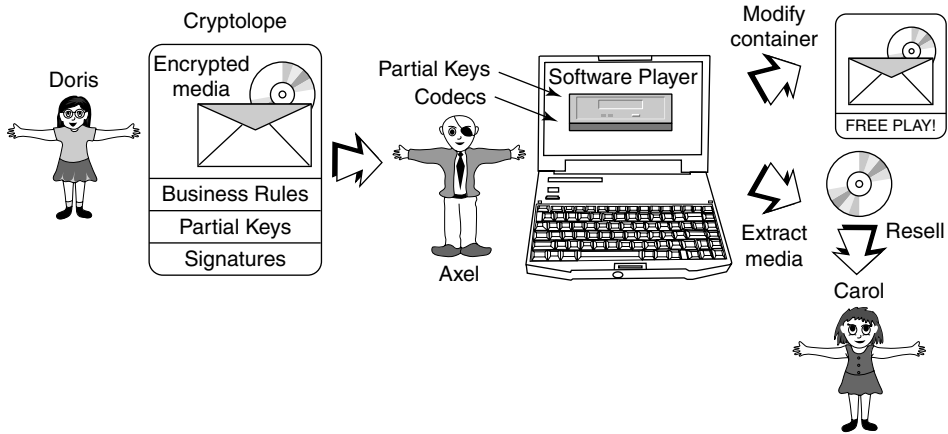 Cryptolope
Doris
Encrypted
media
Business Rules
Partial Keys
Signatures
Axel
Partial Keys
Codecs
Software Player
Modify
container
FREE PLAY!
Extract
media
Resell
Carol